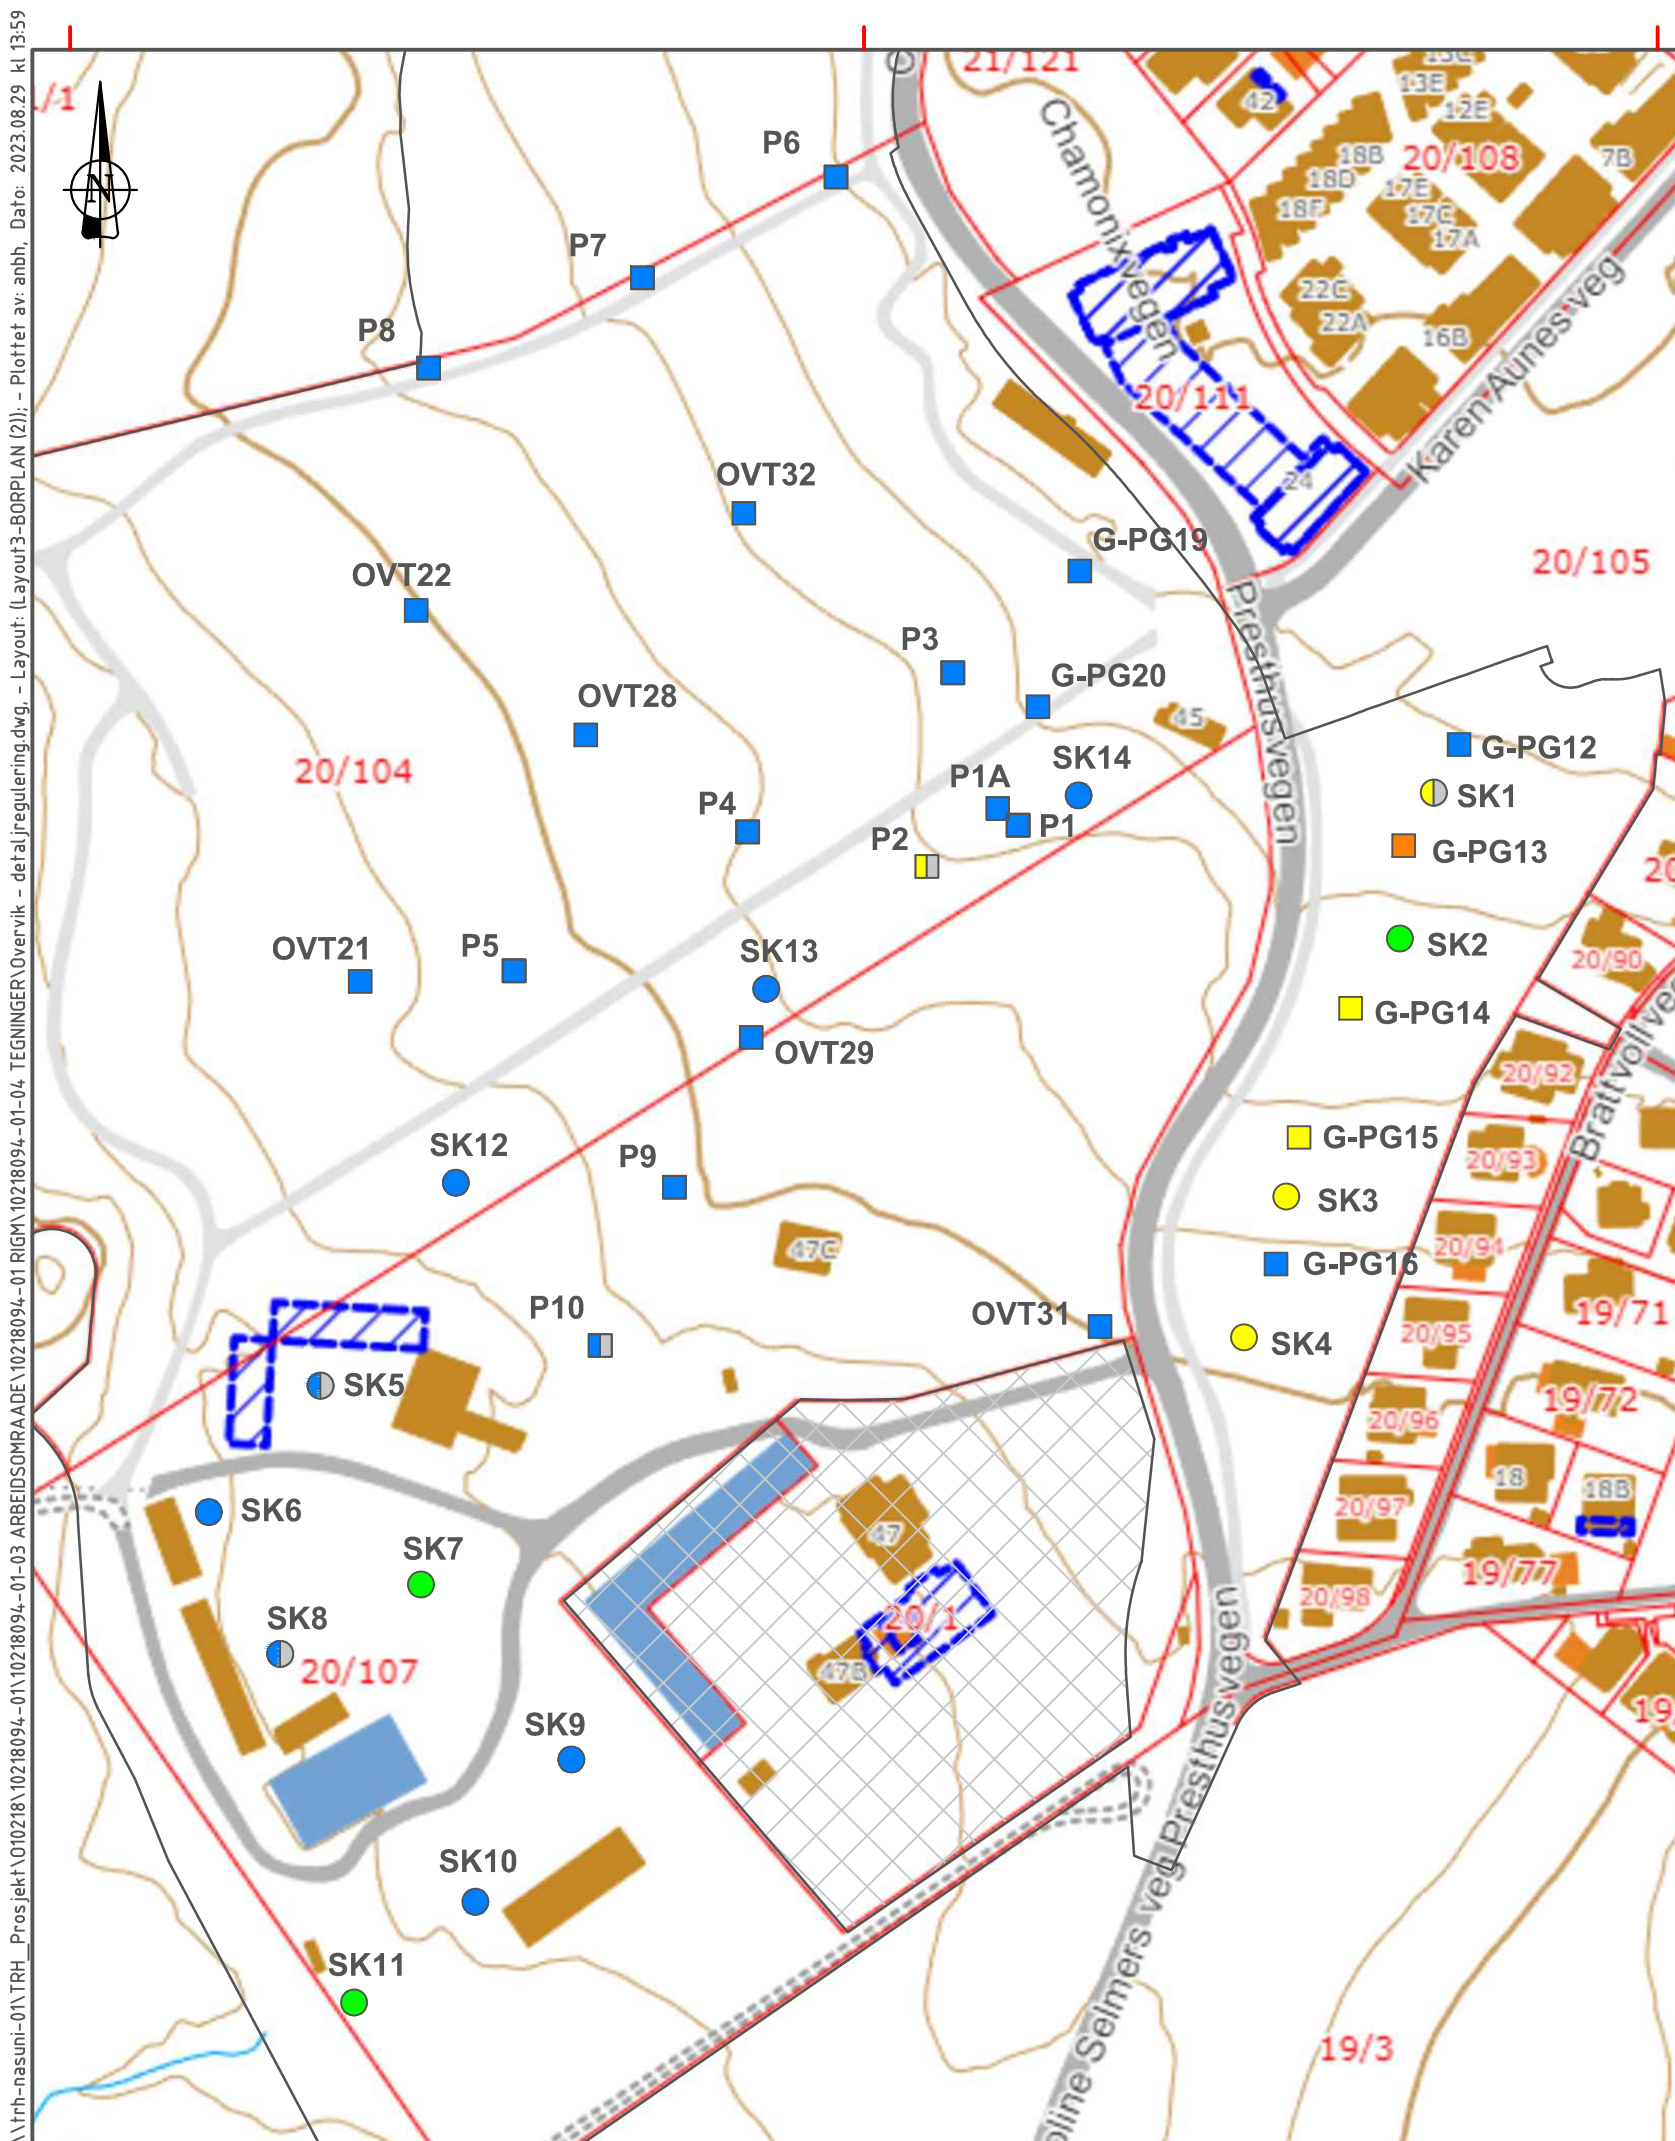 \\trh-nasuni-01\TRH_Prosjekt\010218\10218094-01\10218094-01-03 ARBEIDSOMRAADE\10218094-01 RIGM\10218094-01-04 TEGNINGER\Overvik - detaljregulering.dwg, - Layout: (Layout3-BORPLAN (2)); - Plottet av: anbh, Dato: 2023.08.29 kl 13:59
21/121
42
13E
12E
18B
20/108
7B
18D
17E
18F
17C
17A
22C
22A
16B
Chamonixvegen
Karen Aunes veg
N
P6
P7
P8
20/111
24
OVT32
G-PG19
20/105
OVT22
P3
G-PG20
OVT28
45
Presthusvegen
20/104
P1A
SK14
G-PG12
SK1
P4
P2
P1
G-PG13
OVT21
P5
SK13
SK2
20/90
OVT29
G-PG14
20/92
SK12
P9
G-PG15
20/93
SK3
47C
20/94
G-PG16
P10
OVT31
19/71
20/95
SK4
SK5
20/96
19/72
SK6
18
18B
20/97
47
SK7
19/77
20/98
SK8
20/1
20/107
47B
Presthusvegen
SK9
SK10
SK11
19/3